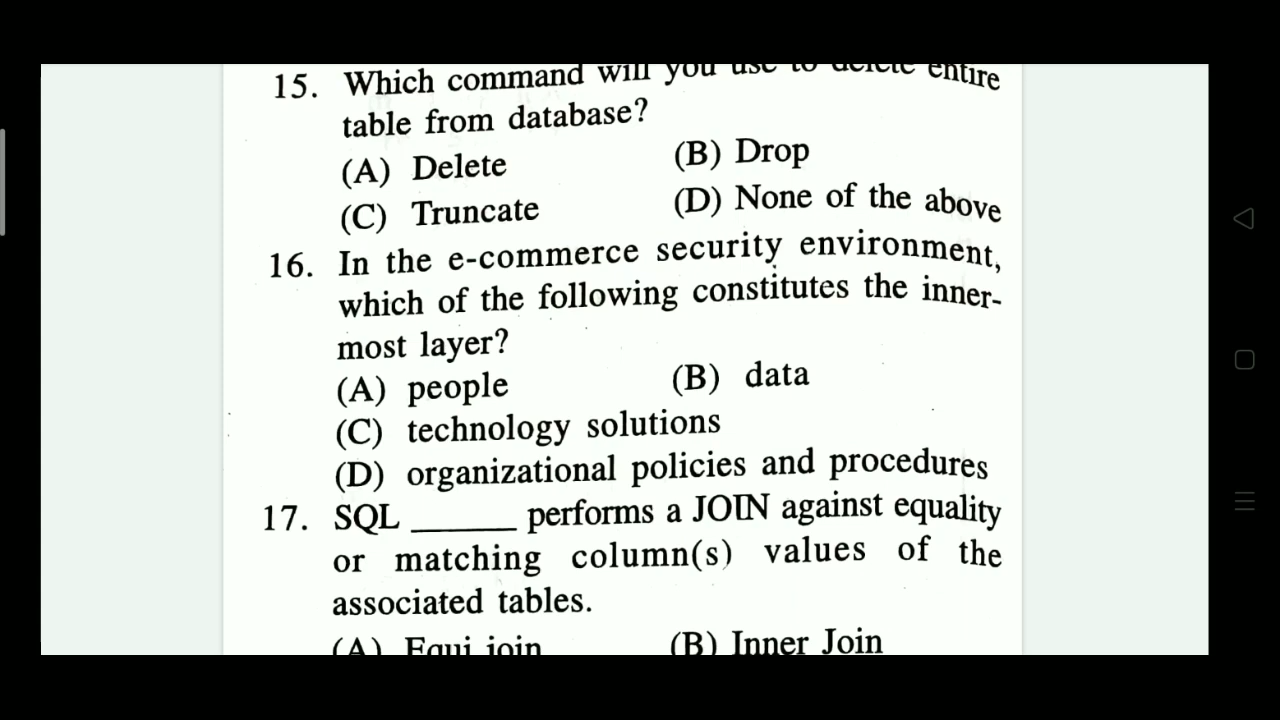 15. Which command will you use to delete entire
table from database?
(A) Delete (B) Drop
(C) Truncate (D) None of the above
16. In the e-commerce security environment,
which of the following constitutes the inner-
most layer?
(A) people (B) data
(C) technology solutions
(D) organizational policies and procedures
17. SQL ______ performs a JOIN against equality
or matching column(s) values of the
associated tables.
(A) Equi join (B) Inner Join